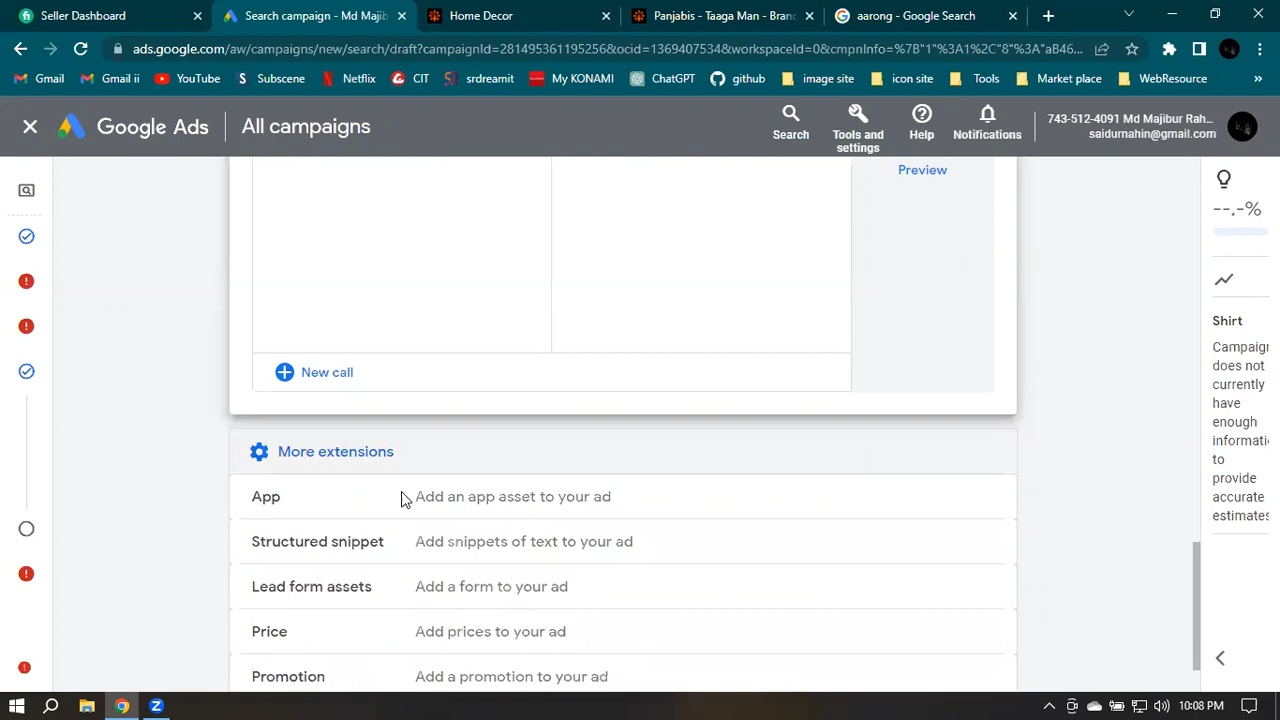 Seller Dashboard
Search campaign - Md Majib
Home Decor
Panjabis - Taaga Man - Branc
aarong - Google Search
ads.google.com/aw/campaigns/new/search/draft?campaignId=281495361195256&ocid=13694075534&workspaceId=0&cmpnInfo=%7B"1"%3A1%2C"8"%3A"aB46...
Gmail
Gmail ii
YouTube
Subscene
Netflix
CIT
srdreamit
My KONAMI
ChatGPT
github
image site
icon site
Tools
Market place
WebResource
»
Google Ads
All campaigns
Search
Tools and
settings
Help
Notifications
743-512-4091 Md Majibur Rah...
saidurnahin@gmail.com
Preview
--.-%
New call
Shirt
Campaign
does not
currently
have
enough
informati
to
provide
accurate
estimates
More extensions
App
Add an app asset to your ad
Structured snippet
Add snippets of text to your ad
Lead form assets
Add a form to your ad
Price
Add prices to your ad
Promotion
Add a promotion to your ad
10:08 PM